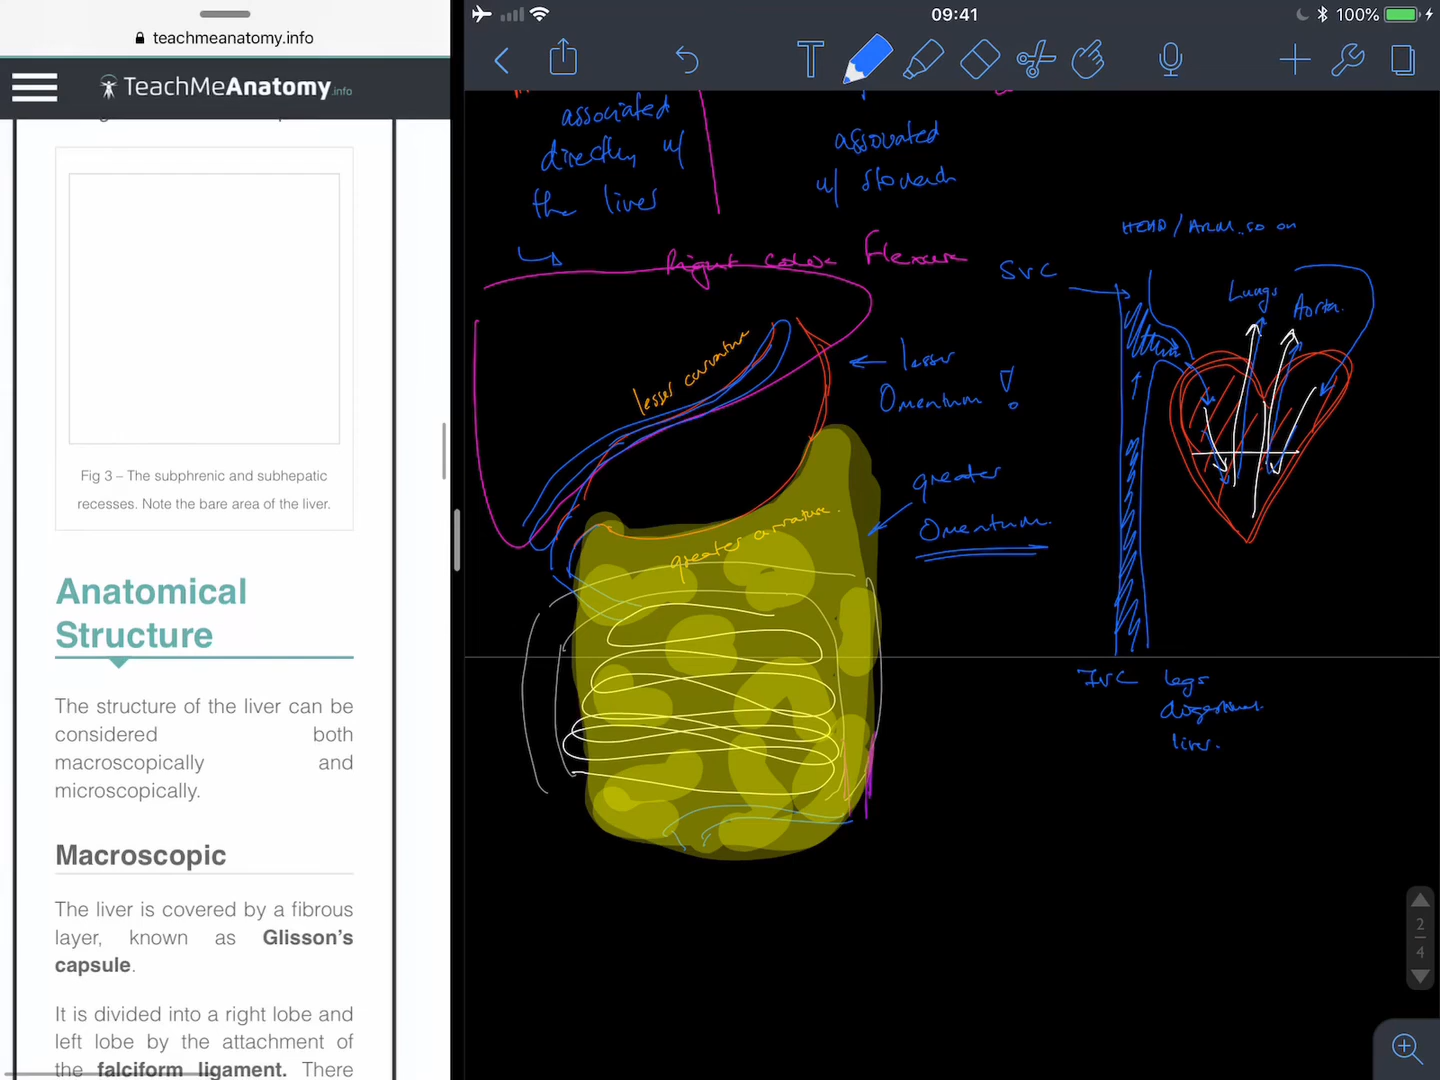 teachmeanatomy.info
09:41
100%
TeachMeAnatomy.info
Fig 3 – The subphrenic and subhepatic
recesses. Note the bare area of the liver.
Anatomical
Structure
The structure of the liver can be
considered both
macroscopically and
microscopically.
Macroscopic
The liver is covered by a fibrous
layer, known as Glisson’s
capsule.
It is divided into a right lobe and
left lobe by the attachment of
the falciform ligament. There
T
associated
directly w/
the liver
associated
w/ stomach
Right Flexure
lesser curvature
lesser
Omentum !
greater
Omentum.
greater curvature.
HEAD / ARM.. so on
SVC
Lungs
Aorta.
IVC legs
liver.
2
4